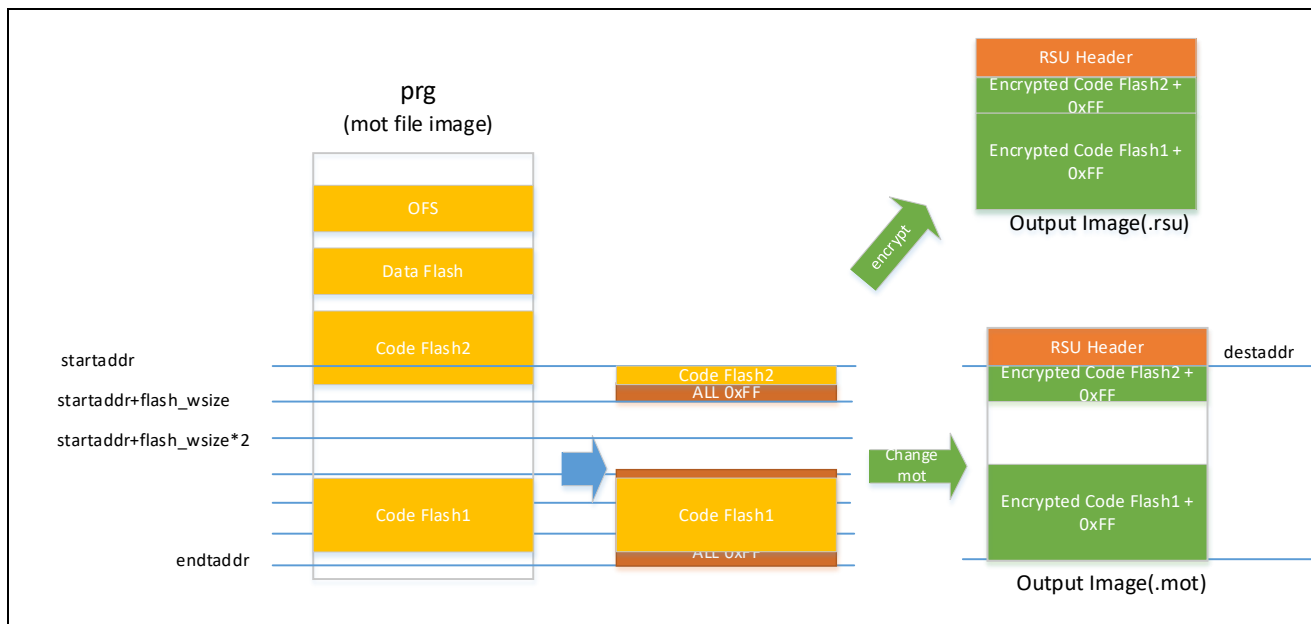 prg
(mot file image)
OFS
Data Flash
Code Flash2
Code Flash1
startaddr
startaddr+flash_wsize
startaddr+flash_wsize*2
endtaddr
Code Flash2
ALL 0xFF
Code Flash1
ALL 0xFF
encrypt
Change
mot
RSU Header
Encrypted Code Flash2 +
0xFF
Encrypted Code Flash1 +
0xFF
Output Image(.rsu)
RSU Header
destaddr
Encrypted Code Flash2 +
0xFF
Encrypted Code Flash1 +
0xFF
Output Image(.mot)